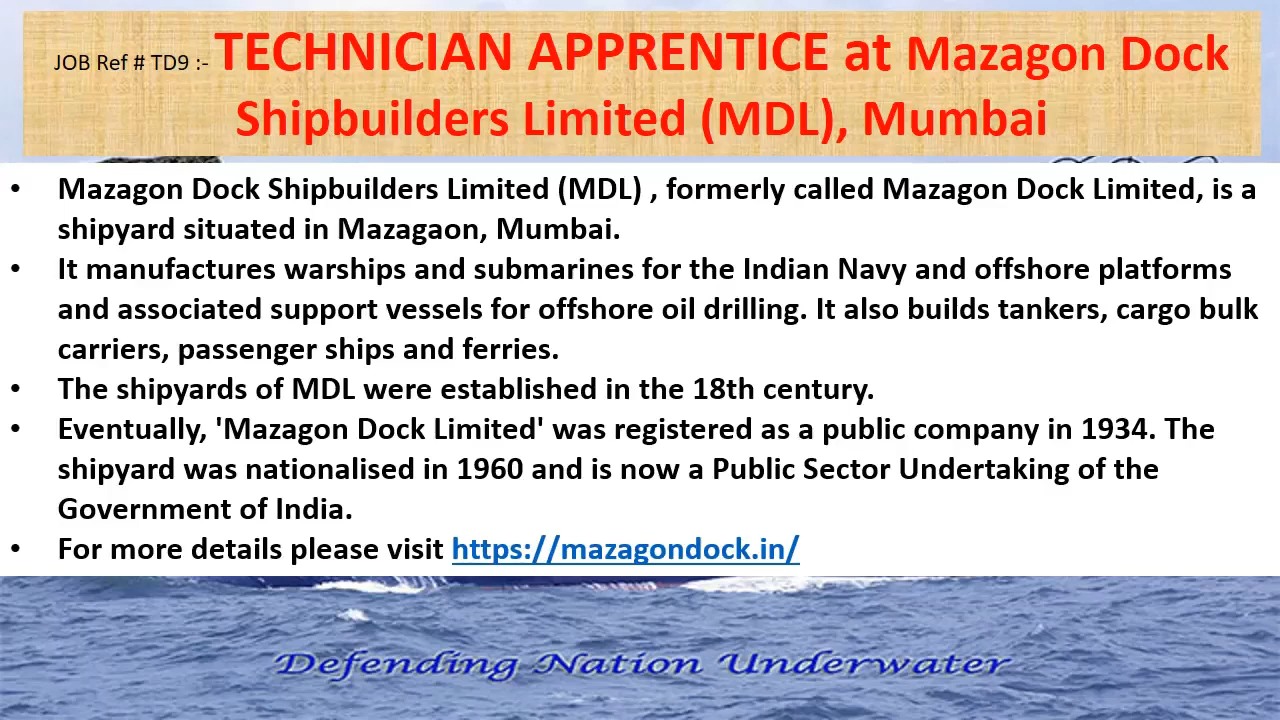 JOB Ref # TD9 :- TECHNICIAN APPRENTICE at Mazagon Dock
Shipbuilders Limited (MDL), Mumbai
• Mazagon Dock Shipbuilders Limited (MDL) , formerly called Mazagon Dock Limited, is a
shipyard situated in Mazagaon, Mumbai.
• It manufactures warships and submarines for the Indian Navy and offshore platforms
and associated support vessels for offshore oil drilling. It also builds tankers, cargo bulk
carriers, passenger ships and ferries.
• The shipyards of MDL were established in the 18th century.
• Eventually, 'Mazagon Dock Limited' was registered as a public company in 1934. The
shipyard was nationalised in 1960 and is now a Public Sector Undertaking of the
Government of India.
• For more details please visit https://mazagondock.in/
Defending Nation Underwater